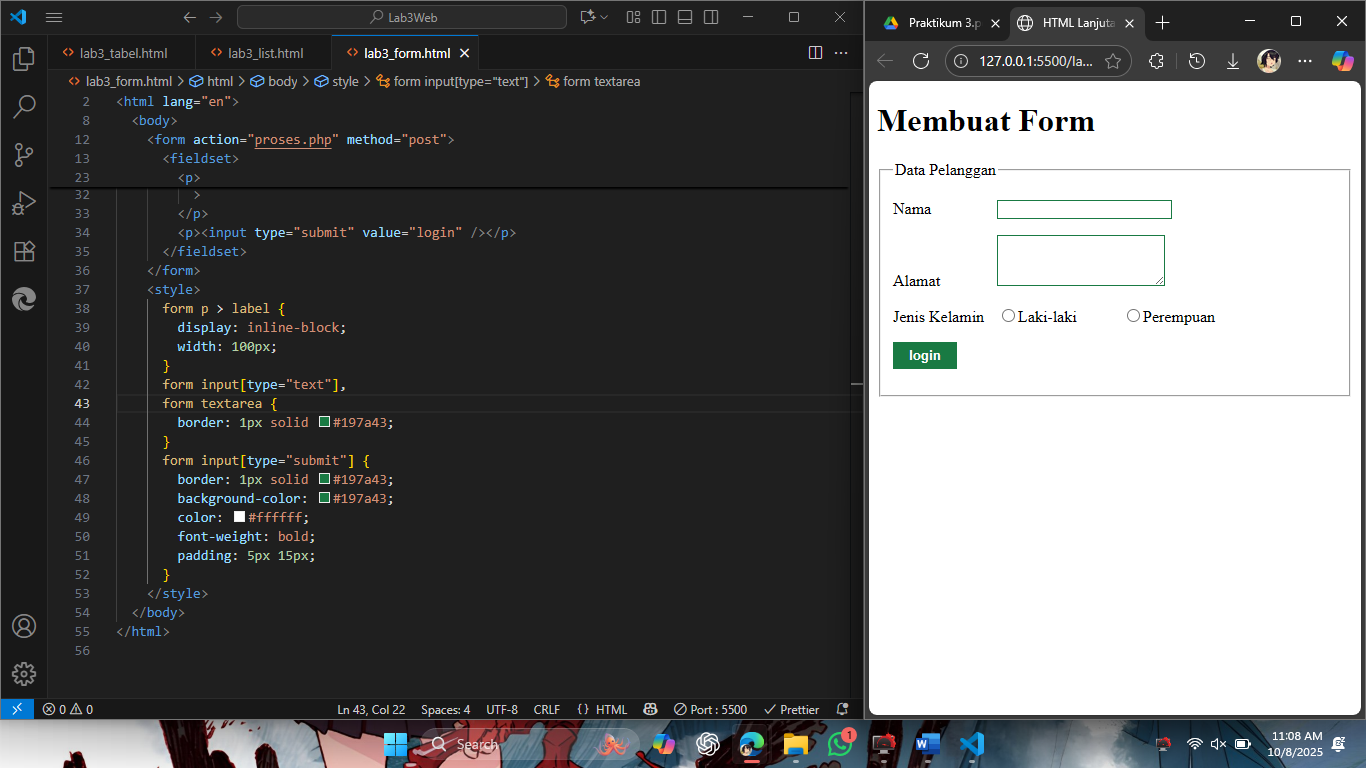 Lab3Web
lab3_tabel.html
lab3_list.html
lab3_form.html
lab3_form.html > html > body > style > form input[type="text"] > form textarea
2 <html lang="en">
8 <body>
12 <form action="proses.php" method="post">
13 <fieldset>
23 <p>
32 >
33 </p>
34 <p><input type="submit" value="login" /></p>
35 </fieldset>
36 </form>
37 <style>
38 form p > label {
39 display: inline-block;
40 width: 100px;
41 }
42 form input[type="text"],
43 form textarea {
44 border: 1px solid #197a43;
45 }
46 form input[type="submit"] {
47 border: 1px solid #197a43;
48 background-color: #197a43;
49 color: #ffffff;
50 font-weight: bold;
51 padding: 5px 15px;
52 }
53 </style>
54 </body>
55 </html>
56
0 0
Ln 43, Col 22 Spaces: 4 UTF-8 CRLF {} HTML Port : 5500 Prettier
Praktikum 3.p
HTML Lanjuta
127.0.0.1:5500/la...
Membuat Form
Data Pelanggan
Nama
Alamat
Jenis Kelamin Laki-laki Perempuan
login
Search
1
11:08 AM
10/8/2025